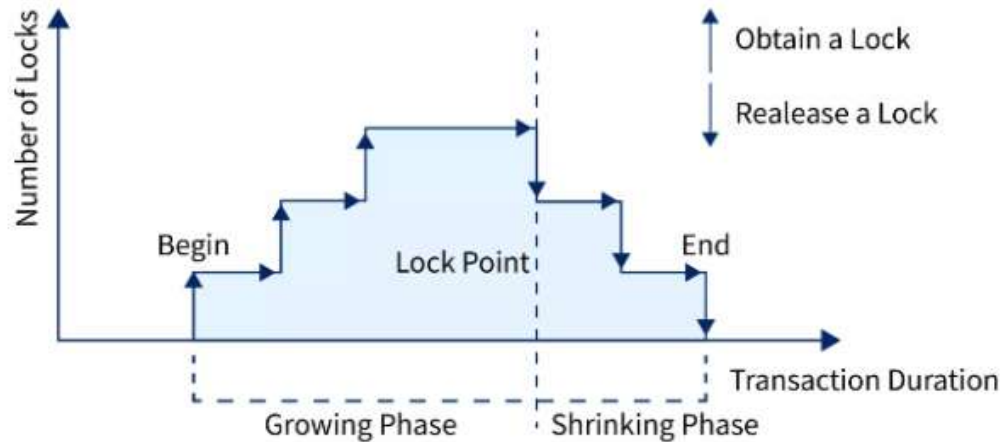 Number of Locks
Obtain a Lock
Realease a Lock
Begin
Lock Point
End
Transaction Duration
Growing Phase
Shrinking Phase